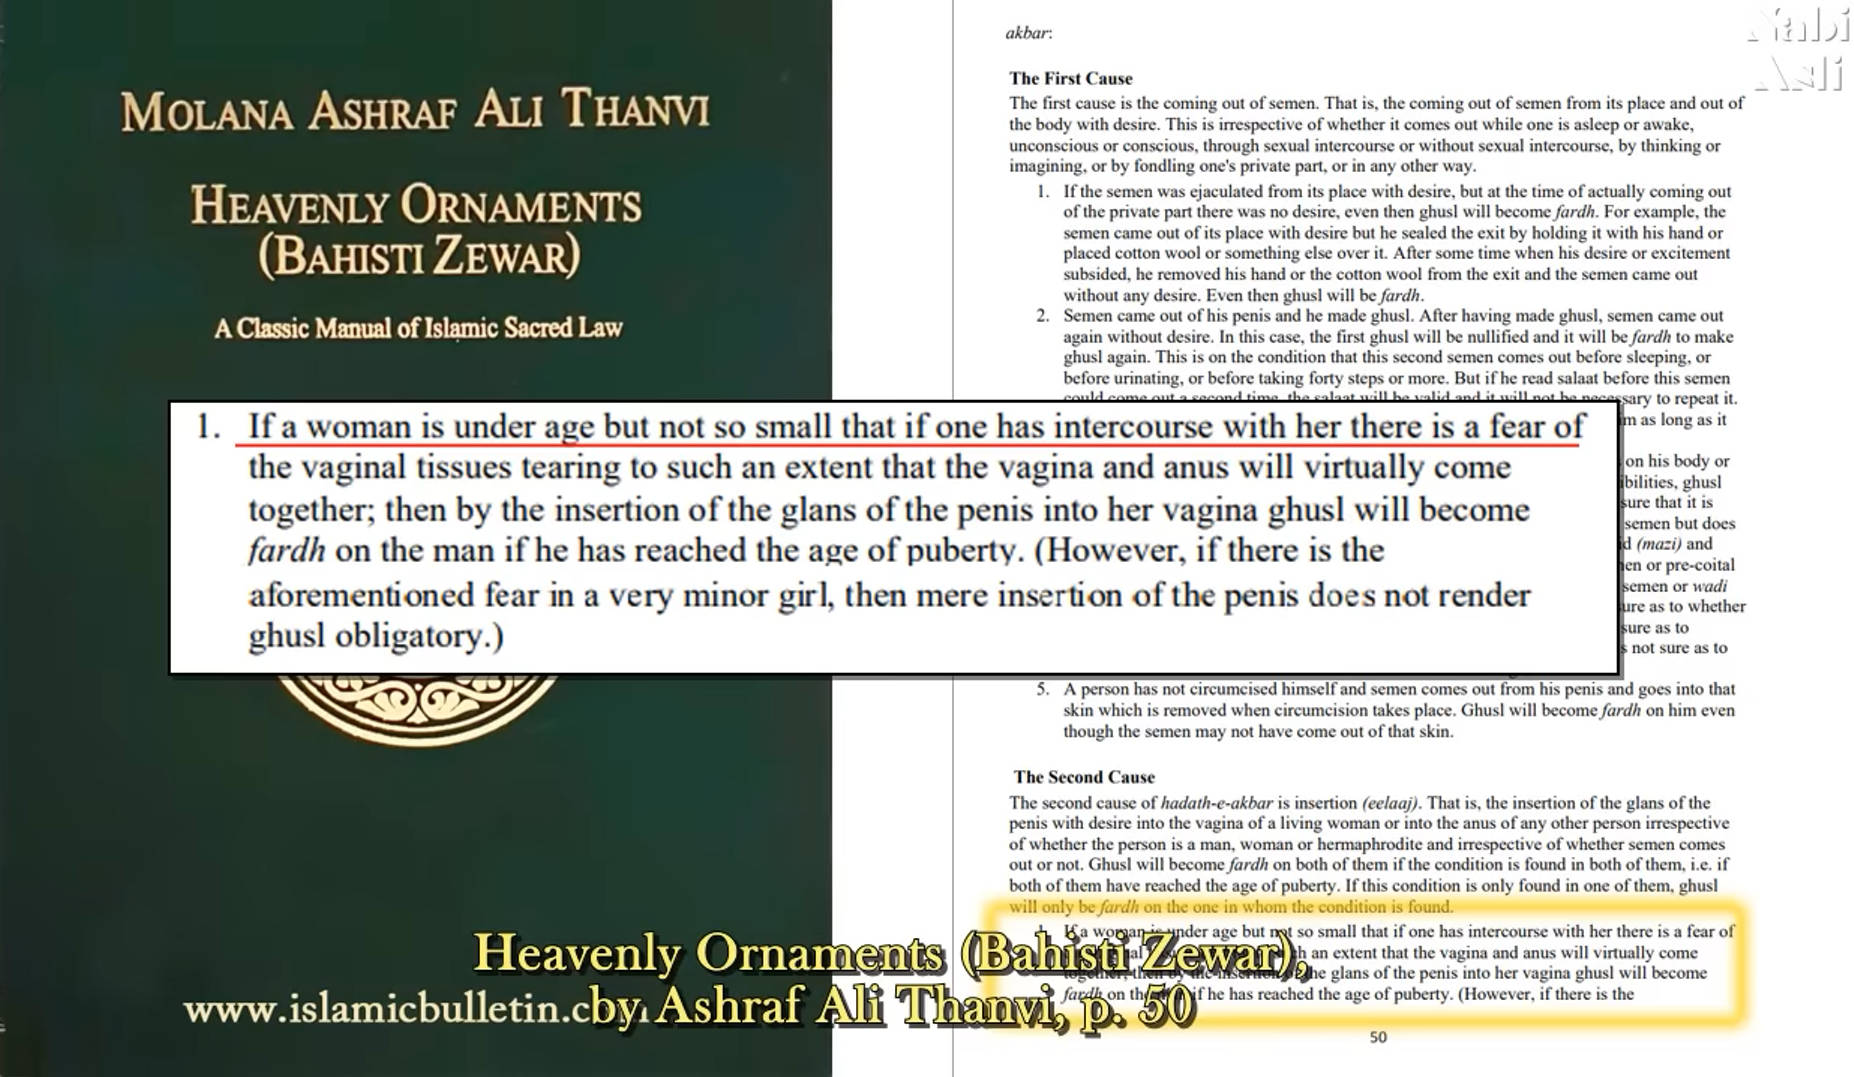 MOLANA ASHRAF ALI THANVI
HEAVENLY ORNAMENTS
(BAHISTI ZEWAR)
A Classic Manual of Islamic Sacred Law
www.islamicbulletin.c
Nabi
Asli
akbar:
The First Cause
The first cause is the coming out of semen. That is, the coming out of semen from its place and out of
the body with desire. This is irrespective of whether it comes out while one is asleep or awake,
unconscious or conscious, through sexual intercourse or without sexual intercourse, by thinking or
imagining, or by fondling one's private part, or in any other way.
1. If the semen was ejaculated from its place with desire, but at the time of actually coming out
of the private part there was no desire, even then ghusl will become fardh. For example, the
semen came out of its place with desire but he sealed the exit by holding it with his hand or
placed cotton wool or something else over it. After some time when his desire or excitement
subsided, he removed his hand or the cotton wool from the exit and the semen came out
without any desire. Even then ghusl will be fardh.
2. Semen came out of his penis and he made ghusl. After having made ghusl, semen came out
again without desire. In this case, the first ghusl will be nullified and it will be fardh to make
ghusl again. This is on the condition that this second semen comes out before sleeping, or
before urinating, or before taking forty steps or more. But if he read salaat before this semen
could come out a second time, the salaat will be valid and it will not be necessary to repeat it.
m as long as it
on his body or
bilities, ghusl
sure that it is
semen but does
d (mazi) and
en or pre-coital
semen or wadi
ure as to whether
sure as to
s not sure as to
1. If a woman is under age but not so small that if one has intercourse with her there is a fear of
the vaginal tissues tearing to such an extent that the vagina and anus will virtually come
together; then by the insertion of the glans of the penis into her vagina ghusl will become
fardh on the man if he has reached the age of puberty. (However, if there is the
aforementioned fear in a very minor girl, then mere insertion of the penis does not render
ghusl obligatory.)
5. A person has not circumcised himself and semen comes out from his penis and goes into that
skin which is removed when circumcision takes place. Ghusl will become fardh on him even
though the semen may not have come out of that skin.
The Second Cause
The second cause of hadath-e-akbar is insertion (eelaaj). That is, the insertion of the glans of the
penis with desire into the vagina of a living woman or into the anus of any other person irrespective
of whether the person is a man, woman or hermaphrodite and irrespective of whether semen comes
out or not. Ghusl will become fardh on both of them if the condition is found in both of them, i.e. if
both of them have reached the age of puberty. If this condition is only found in one of them, ghusl
will only be fardh on the one in whom the condition is found.
If a woman is under age but not so small that if one has intercourse with her there is a fear of
h an extent that the vagina and anus will virtually come
together; then by the insertion of the glans of the penis into her vagina ghusl will become
fardh on the if he has reached the age of puberty. (However, if there is the
50
Heavenly Ornaments (Bahisti Zewar),
by Ashraf Ali Thanvi, p. 50